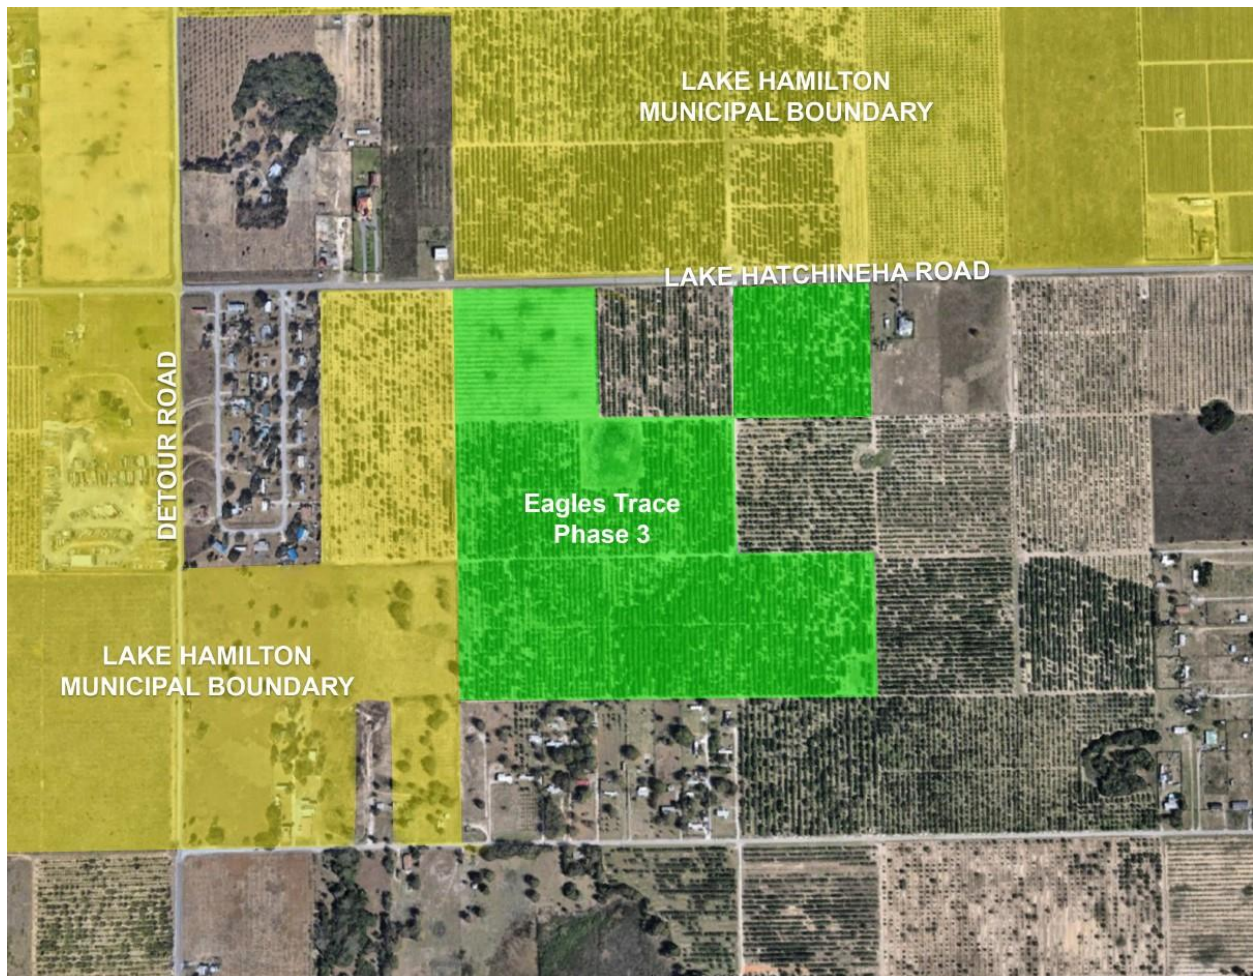 LAKE HAMILTON
MUNICIPAL BOUNDARY
LAKE HATCHINEHA ROAD
DETOUR ROAD
Eagles Trace
Phase 3
LAKE HAMILTON
MUNICIPAL BOUNDARY